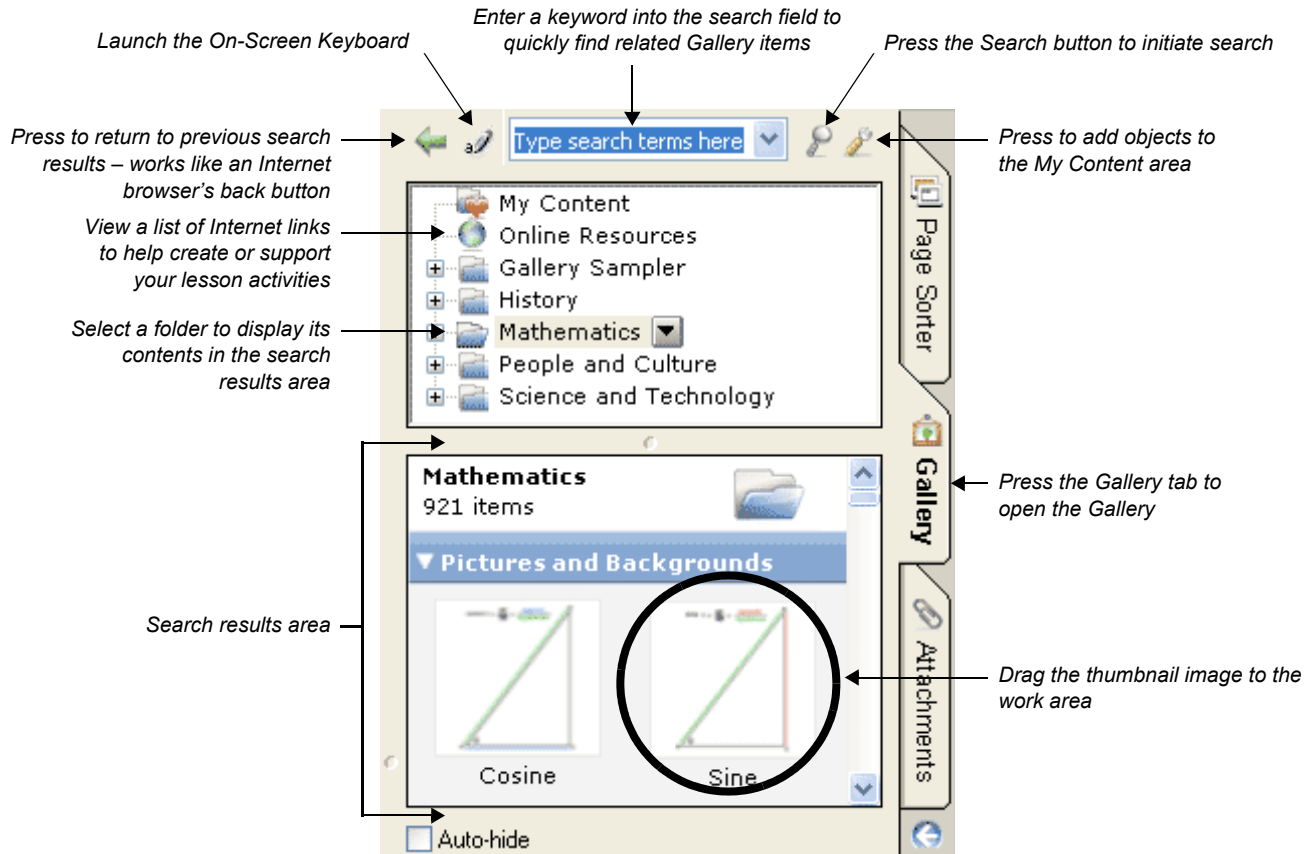 Enter a keyword into the search field to
quickly find related Gallery items
Launch the On-Screen Keyboard
Press the Search button to initiate search
Press to return to previous search
results – works like an Internet
browser's back button
Type search terms here
Press to add objects to
the My Content area
View a list of Internet links
to help create or support
your lesson activities
Select a folder to display its
contents in the search
results area
My Content
Online Resources
Gallery Sampler
History
Mathematics
People and Culture
Science and Technology
Page Sorter
Gallery
Attachments
Press the Gallery tab to
open the Gallery
Search results area
Mathematics
921 items
Pictures and Backgrounds
Cosine
Sine
Drag the thumbnail image to the
work area
Auto-hide